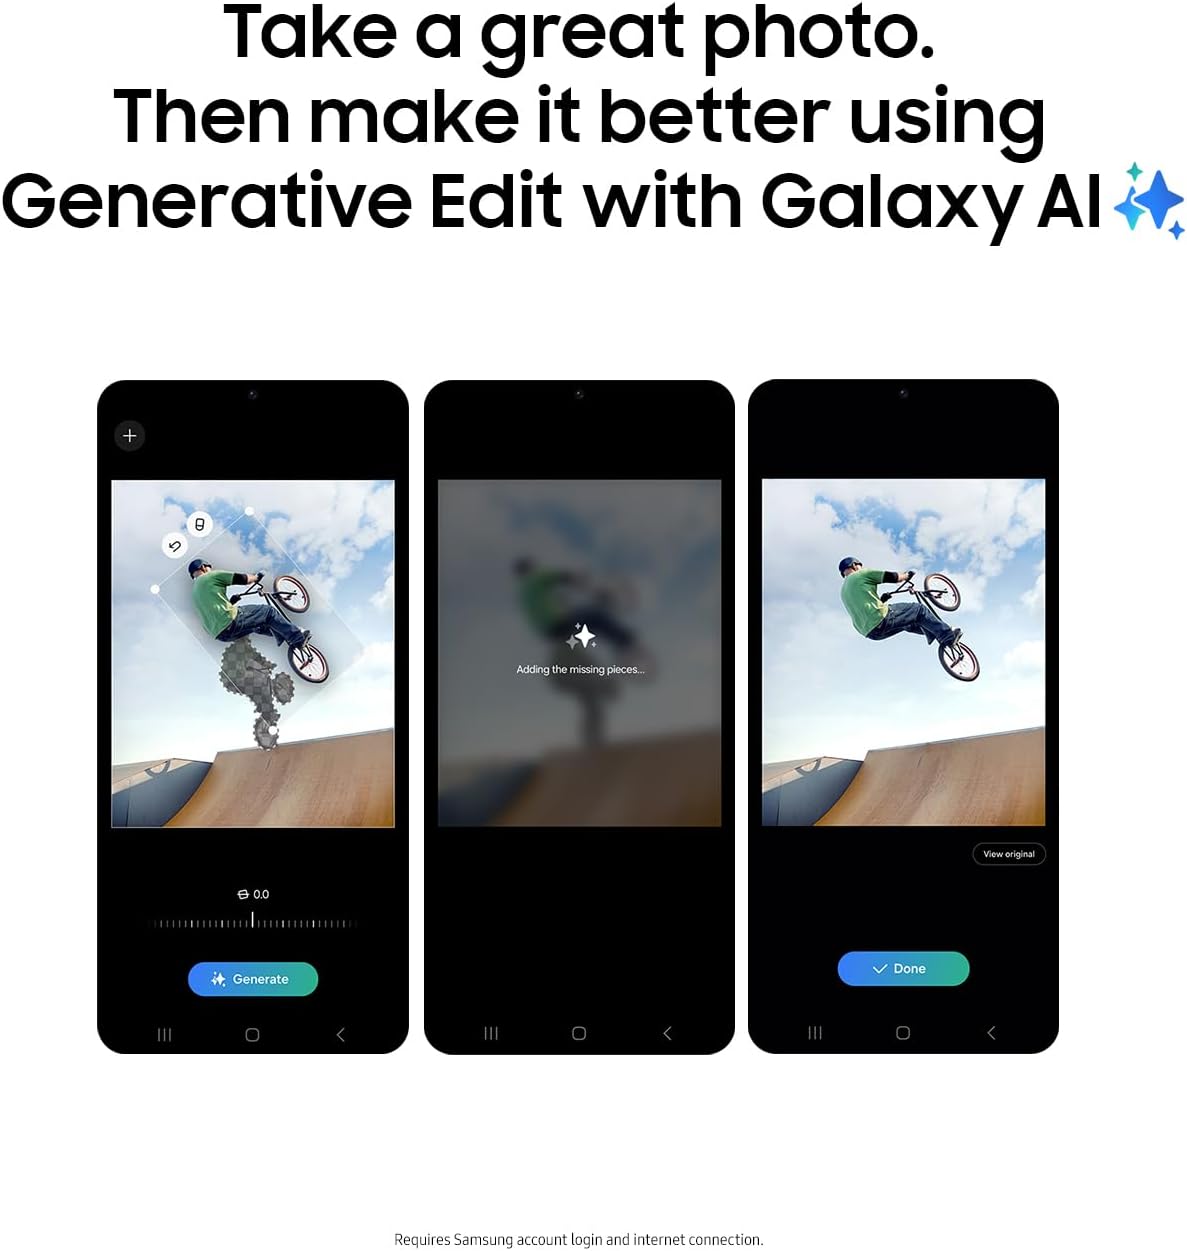 Take a great photo.
Then make it better using
Generative Edit with Galaxy AI
0.0
Generate
Adding the missing pieces...
View original
Done
Requires Samsung account login and internet connection.